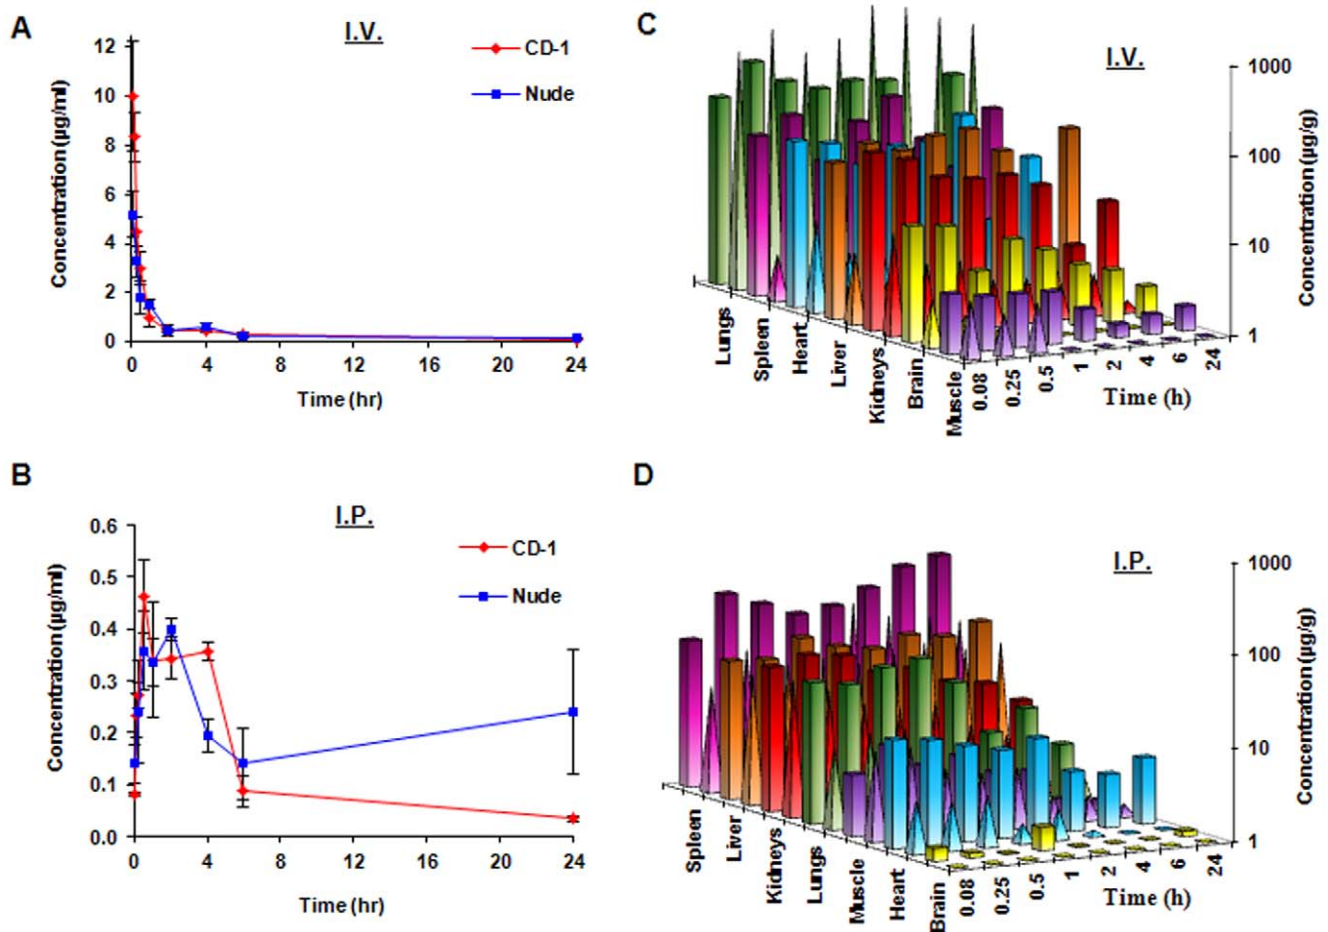 A
I.V.
CD-1
Nude
Concentration (µg/ml)
12
10
8
6
4
2
0
0
4
8
12
16
20
24
Time (hr)
C
I.V.
Concentration (µg/g)
1000
100
10
1
Lungs
Spleen
Heart
Liver
Kidneys
Brain
Muscle
0.08
0.25
0.5
1
2
4
6
24
Time (h)
B
I.P.
CD-1
Nude
Concentration (µg/ml)
0.6
0.5
0.4
0.3
0.2
0.1
0.0
0
4
8
12
16
20
24
Time (hr)
D
I.P.
Concentration (µg/g)
1000
100
10
1
Spleen
Liver
Kidneys
Lungs
Muscle
Heart
Brain
0.08
0.25
0.5
1
2
4
6
24
Time (h)